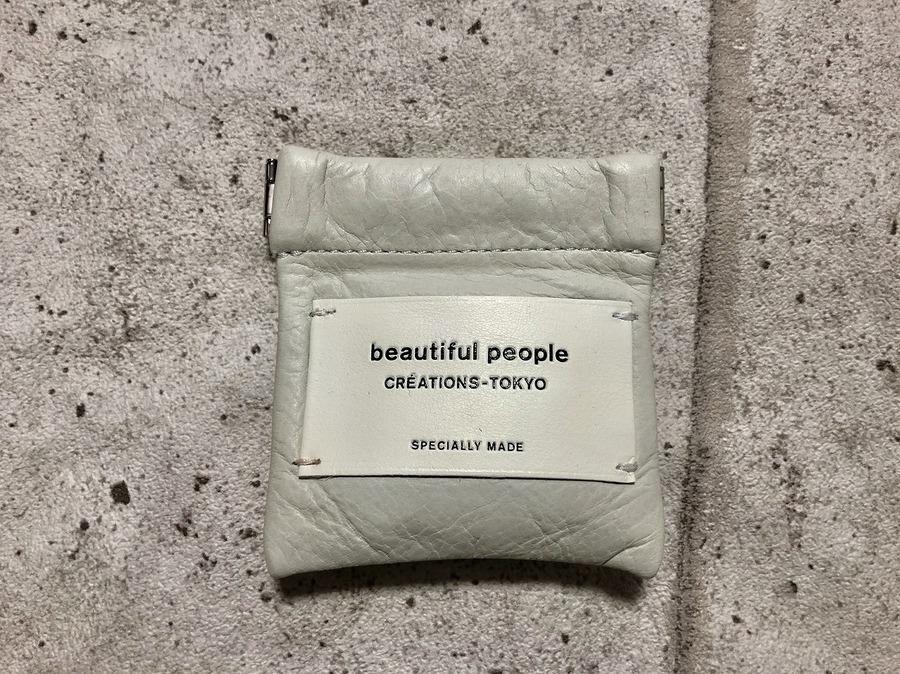 beautiful people
CRÉATIONS-TOKYO
SPECIALLY MADE